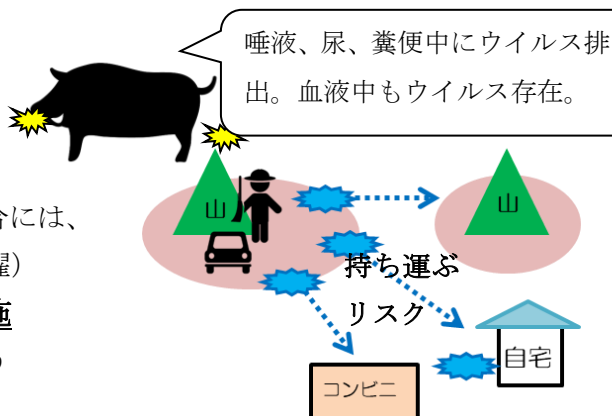 唾液、尿、糞便中にウイルス排
出。血液中もウイルス存在。
合には、
山
山
持ち運ぶ
リスク
自宅
コンビニ